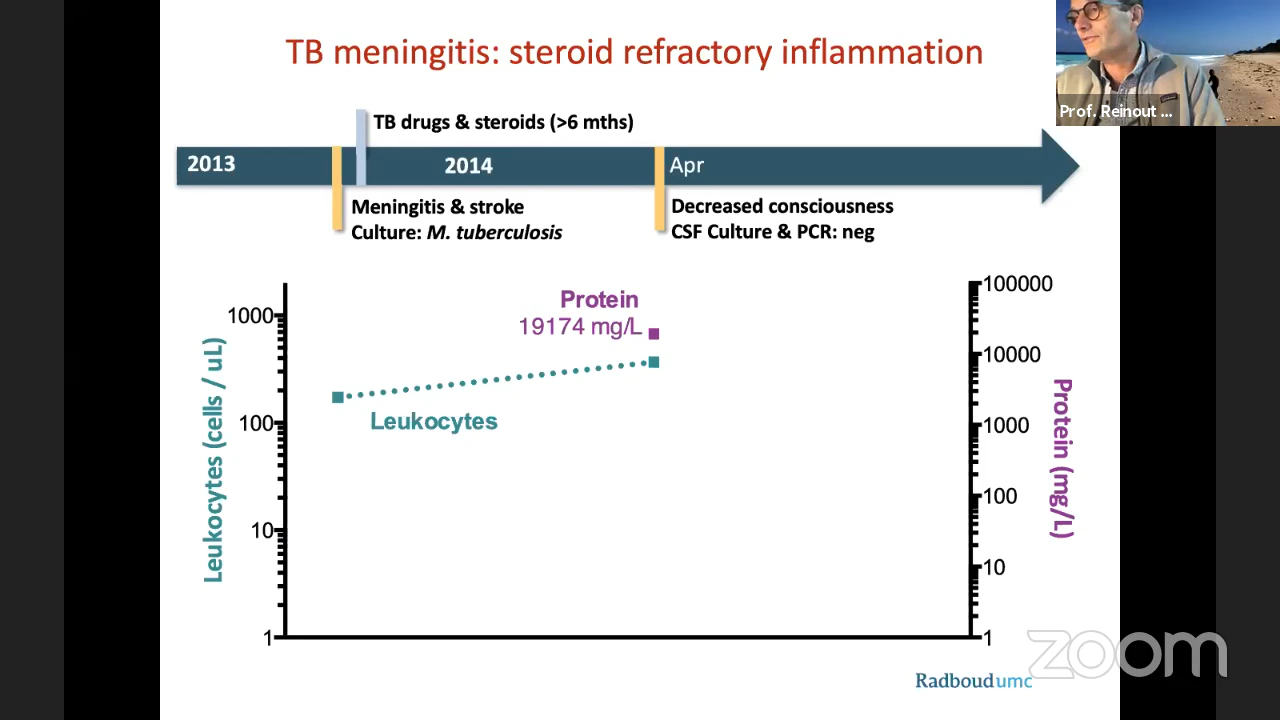 TB meningitis: steroid refractory inflammation
Prof. Reinout ...
TB drugs & steroids (>6 mths)
2013
2014
Apr
Meningitis & stroke
Culture: M. tuberculosis
Decreased consciousness
CSF Culture & PCR: neg
Leukocytes (cells / uL)
1000
100
10
1
Protein
19174 mg/L
Leukocytes
100000
10000
1000
100
10
1
Protein (mg/L)
zoom
Radboudumc